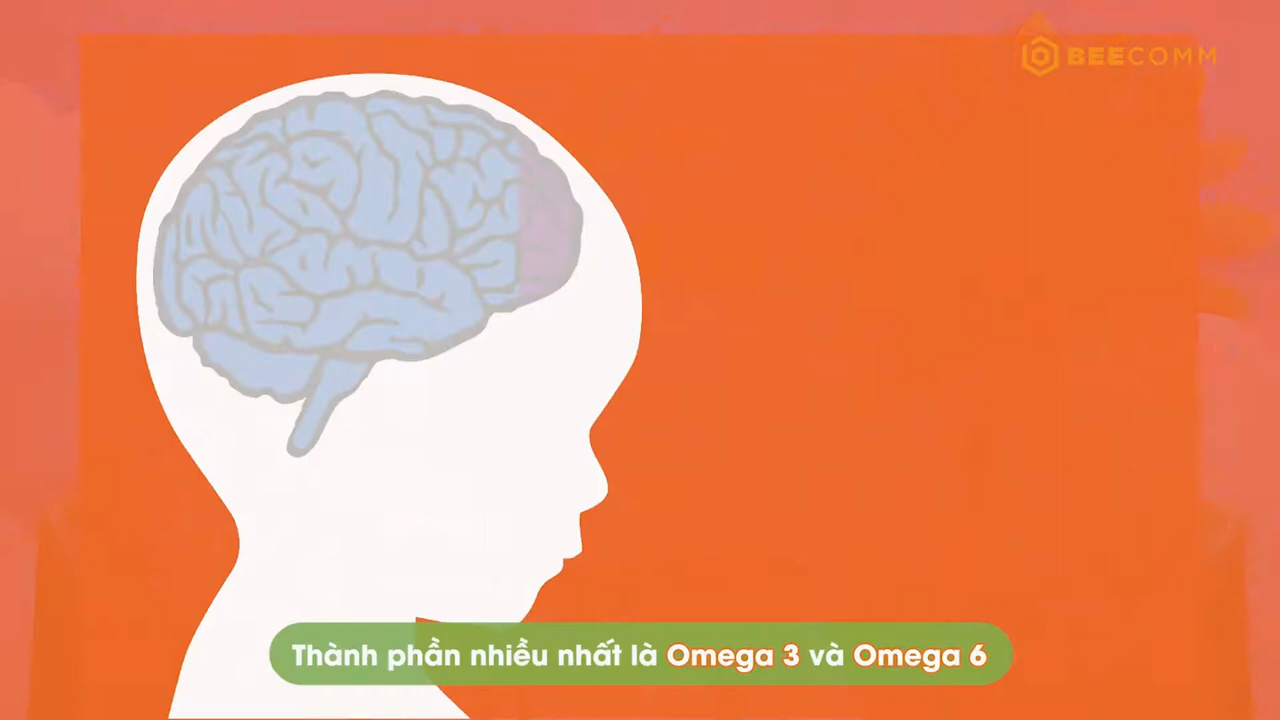 BEECOMM
Thành phần nhiều nhất là Omega 3 và Omega 6